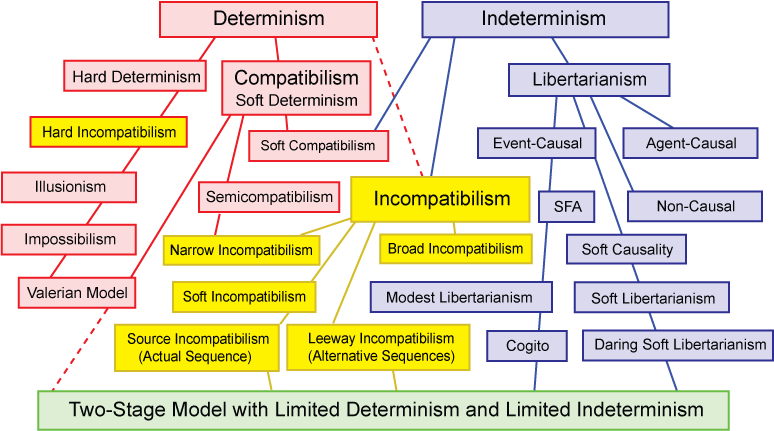 Determinism
Indeterminism
Hard Determinism
Compatibilism
Soft Determinism
Libertarianism
Hard Incompatibilism
Soft Compatibilism
Event-Causal
Agent-Causal
Illusionism
Semicompatibilism
Incompatibilism
SFA
Non-Causal
Impossibilism
Narrow Incompatibilism
Broad Incompatibilism
Soft Causality
Valerian Model
Soft Incompatibilism
Modest Libertarianism
Soft Libertarianism
Source Incompatibilism
(Actual Sequence)
Leeway Incompatibilism
(Alternative Sequences)
Cogito
Daring Soft Libertarianism
Two-Stage Model with Limited Determinism and Limited Indeterminism